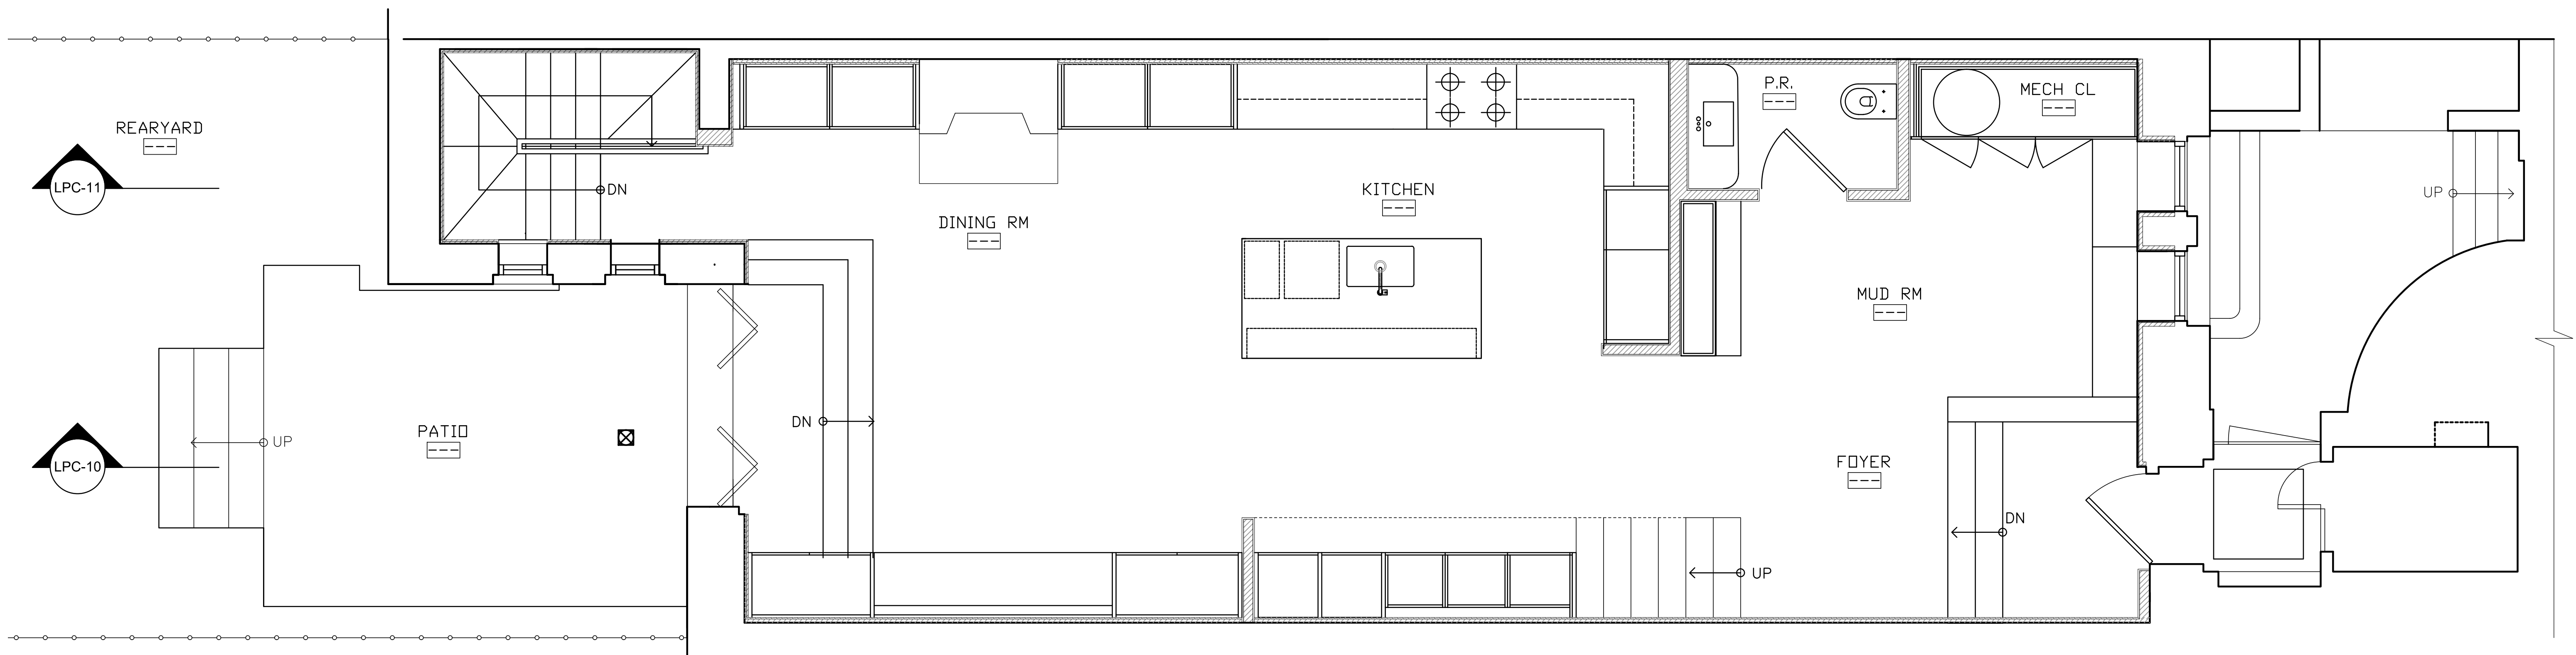 P.R.
MECH CL
REARYARD
LPC-11
DN
KITCHEN
UP
DINING RM
MUD RM
DN
PATIO
UP
LPC-10
FOYER
DN
UP